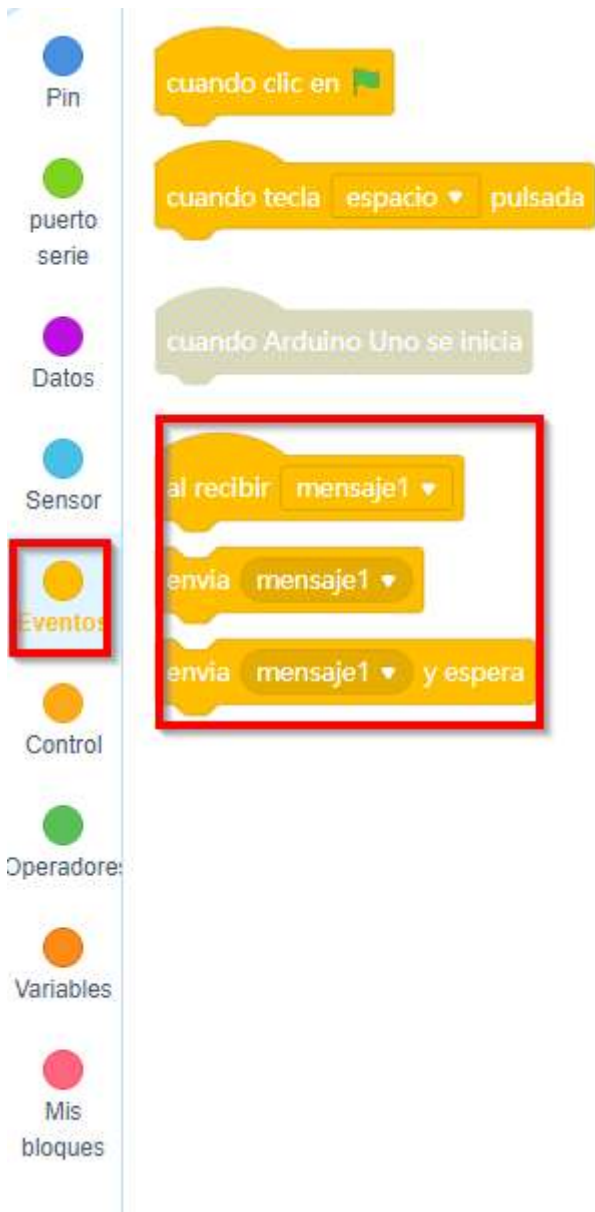 Pin
puerto
serie
Datos
Sensor
Eventos
Control
Operadores
Variables
Mis
bloques
cuando clic en
cuando tecla espacio pulsada
cuando Arduino Uno se inicia
al recibir mensaje1
envia mensaje1
envia mensaje1 y espera